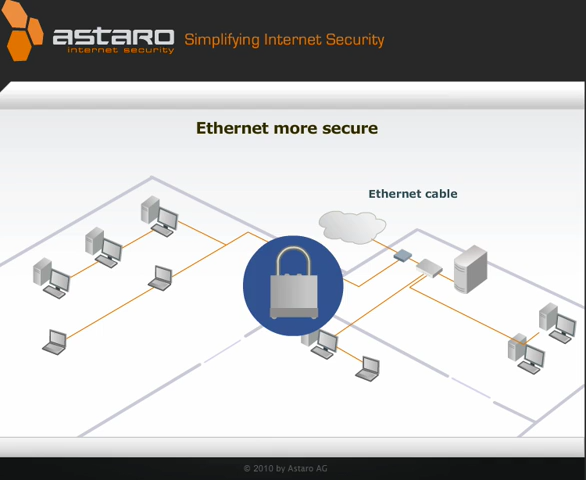 astaro
internet security
Simplifying Internet Security
Ethernet more secure
Ethernet cable
© 2010 by Astaro AG